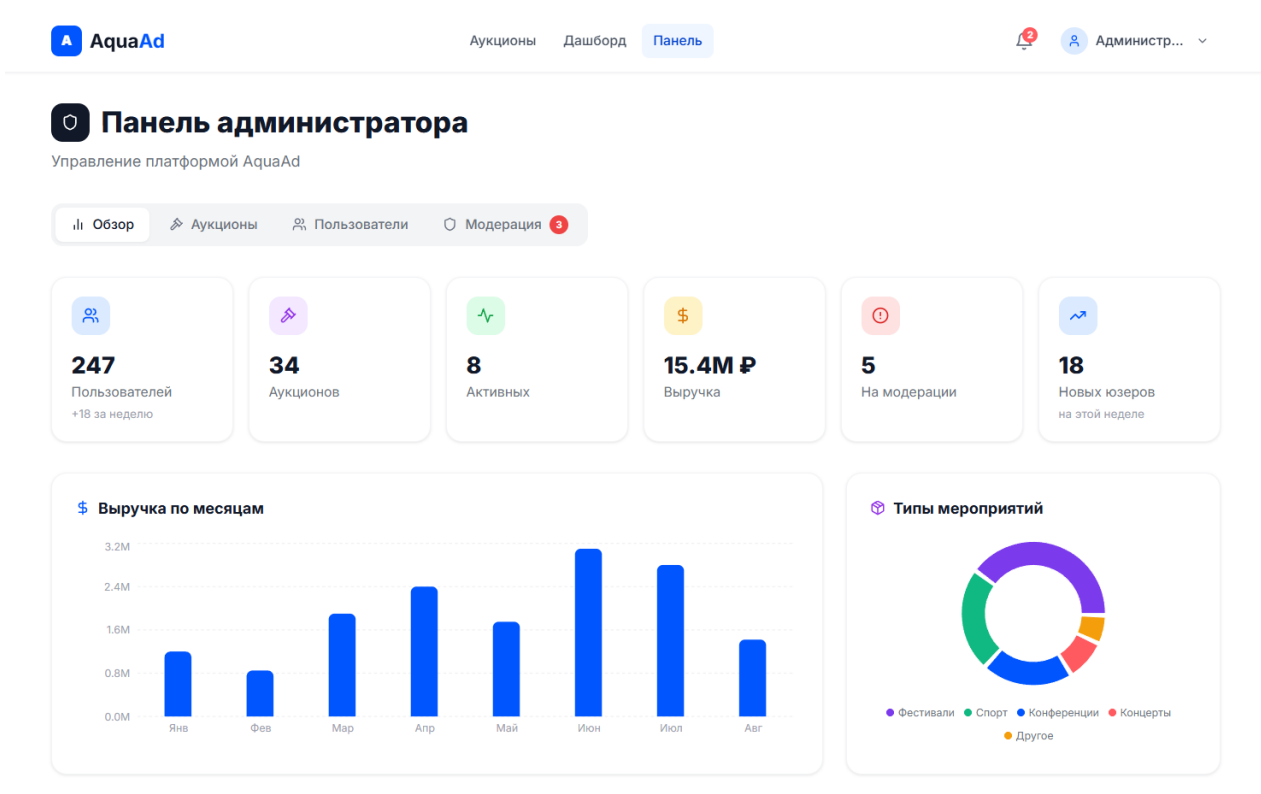 A AquaAd
Аукционы Дашборд Панель
2
Администр...
Панель администратора
Управление платформой AquaAd
Обзор Аукционы Пользователи Модерация 3
247
Пользователей
+18 за неделю
34
Аукционов
8
Активных
15.4M ₽
Выручка
5
На модерации
18
Новых юзеров
на этой неделе
$ Выручка по месяцам
3.2M
2.4M
1.6M
0.8M
0.0M
Янв Фев Мар Апр Май Июн Июл Авг
Типы мероприятий
Фестивали Спорт Конференции Концерты
Другое